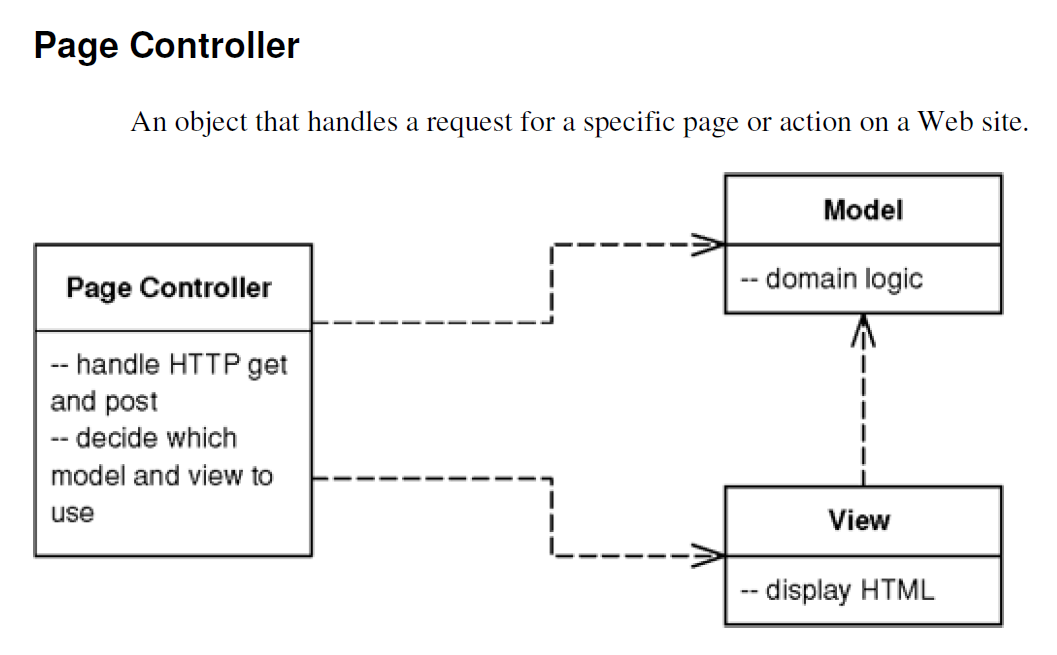 Page Controller
An object that handles a request for a specific page or action on a Web site.
Page Controller
-- handle HTTP get
and post
-- decide which
model and view to
use
Model
-- domain logic
View
-- display HTML